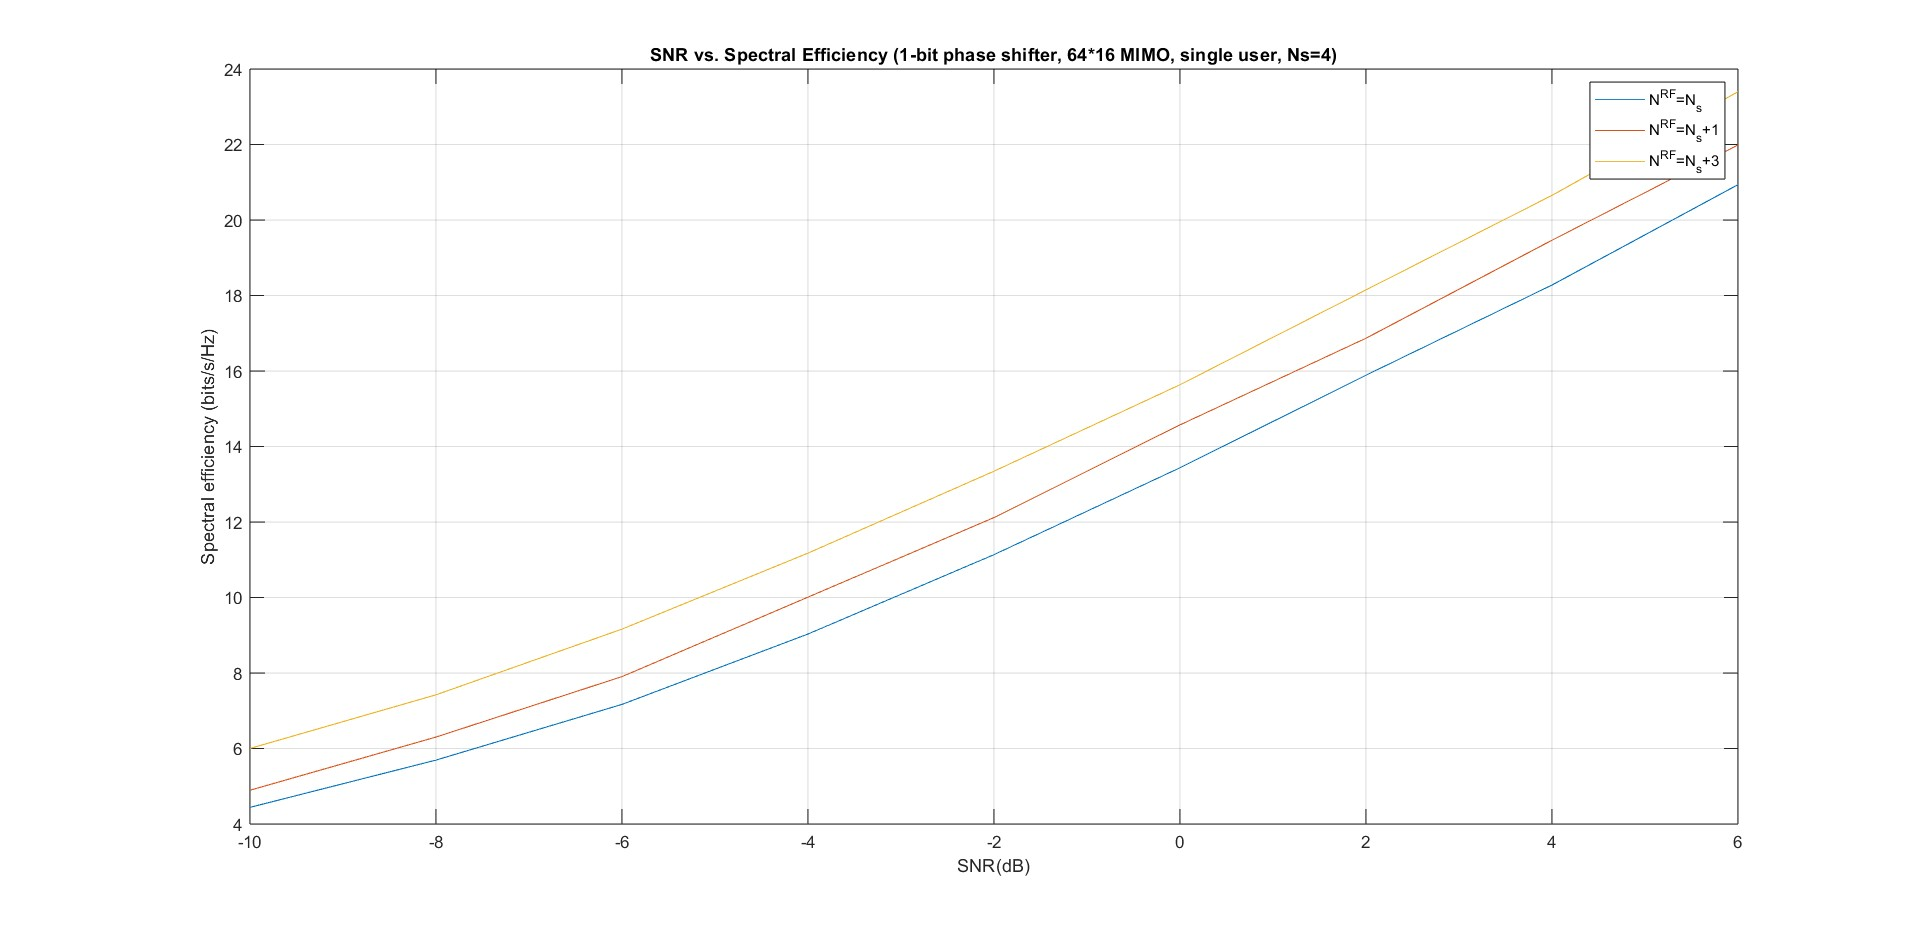 SNR vs. Spectral Efficiency (1-bit phase shifter, 64*16 MIMO, single user, Ns=4)
24
22
20
18
16
14
12
10
8
6
4
Spectral efficiency (bits/s/Hz)
N^RF=N_s
N^RF=N_s+1
N^RF=N_s+3
-10 -8 -6 -4 -2 0 2 4 6
SNR(dB)